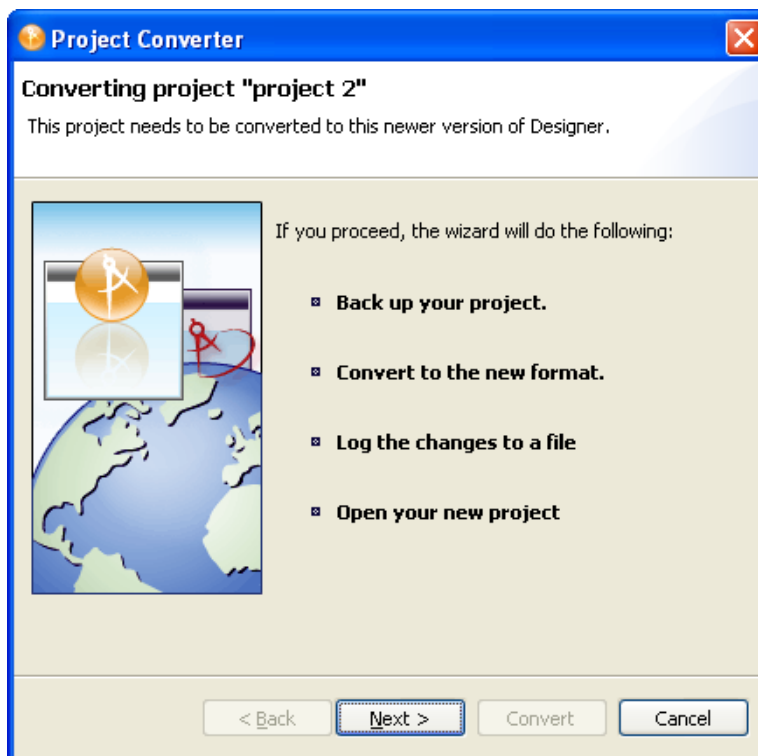 Project Converter
Converting project "project 2"
This project needs to be converted to this newer version of Designer.
If you proceed, the wizard will do the following:
Back up your project.
Convert to the new format.
Log the changes to a file
Open your new project
< Back Next > Convert Cancel